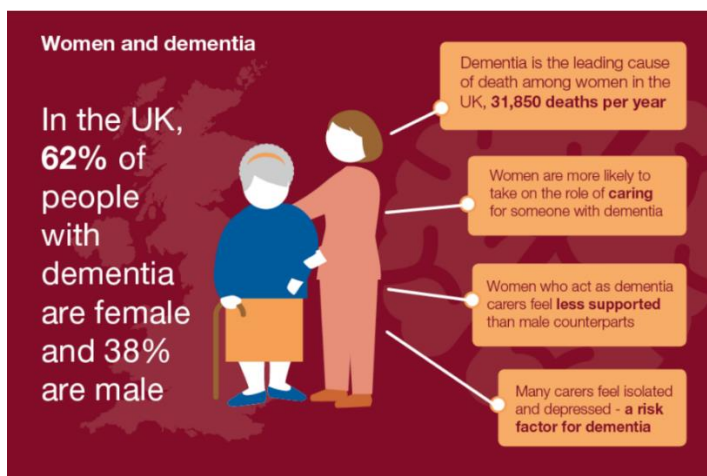 Women and dementia
In the UK,
62% of
people
with
dementia
are female
and 38%
are male
Dementia is the leading cause
of death among women in the
UK, 31,850 deaths per year
Women are more likely to
take on the role of caring
for someone with dementia
Women who act as dementia
carers feel less supported
than male counterparts
Many carers feel isolated
and depressed - a risk
factor for dementia